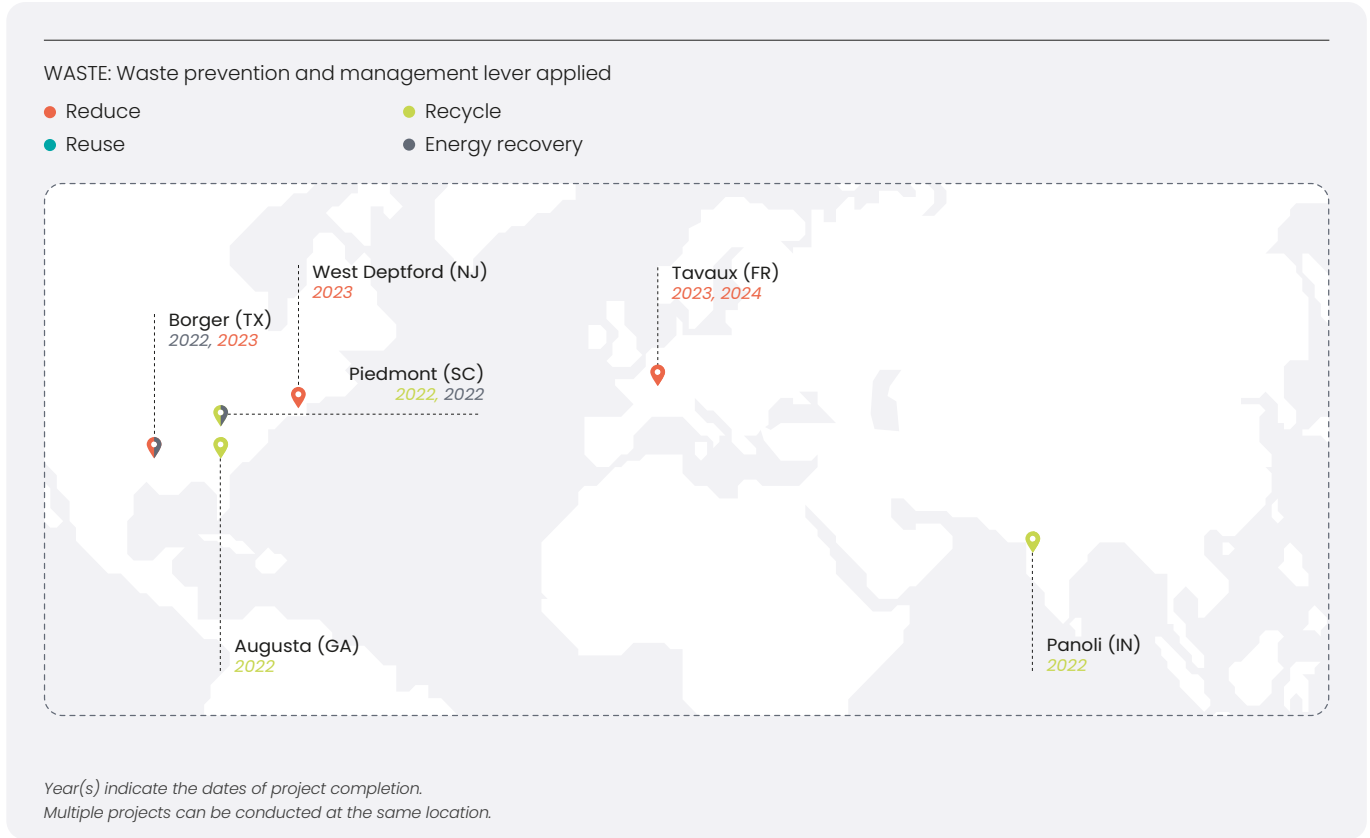 WASTE: Waste prevention and management lever applied
Reduce
Recycle
Reuse
Energy recovery
West Deptford (NJ)
2023
Tavaux (FR)
2023, 2024
Borger (TX)
2022, 2023
Piedmont (SC)
2022, 2022
Augusta (GA)
2022
Panoli (IN)
2022
Year(s) indicate the dates of project completion.
Multiple projects can be conducted at the same location.